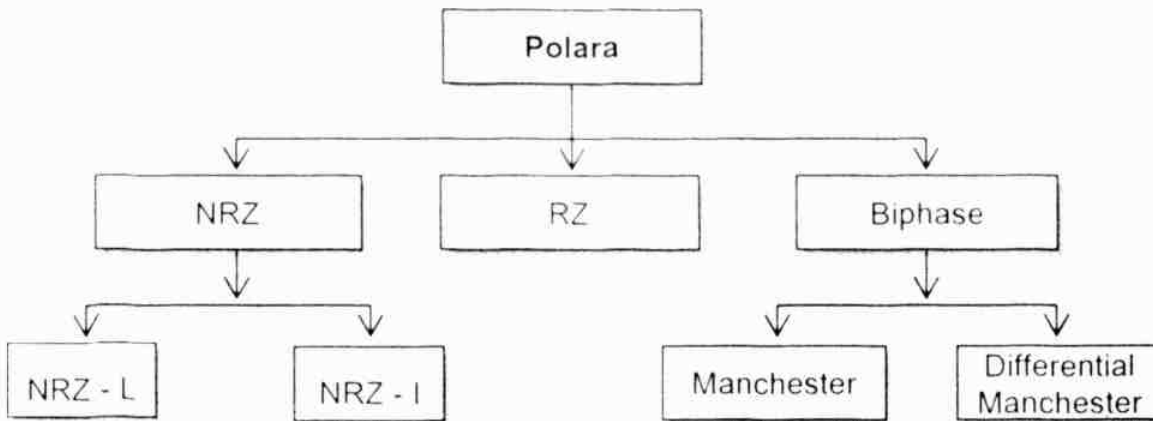 Polara
NRZ
RZ
Biphase
NRZ - L
NRZ - I
Manchester
Differential
Manchester